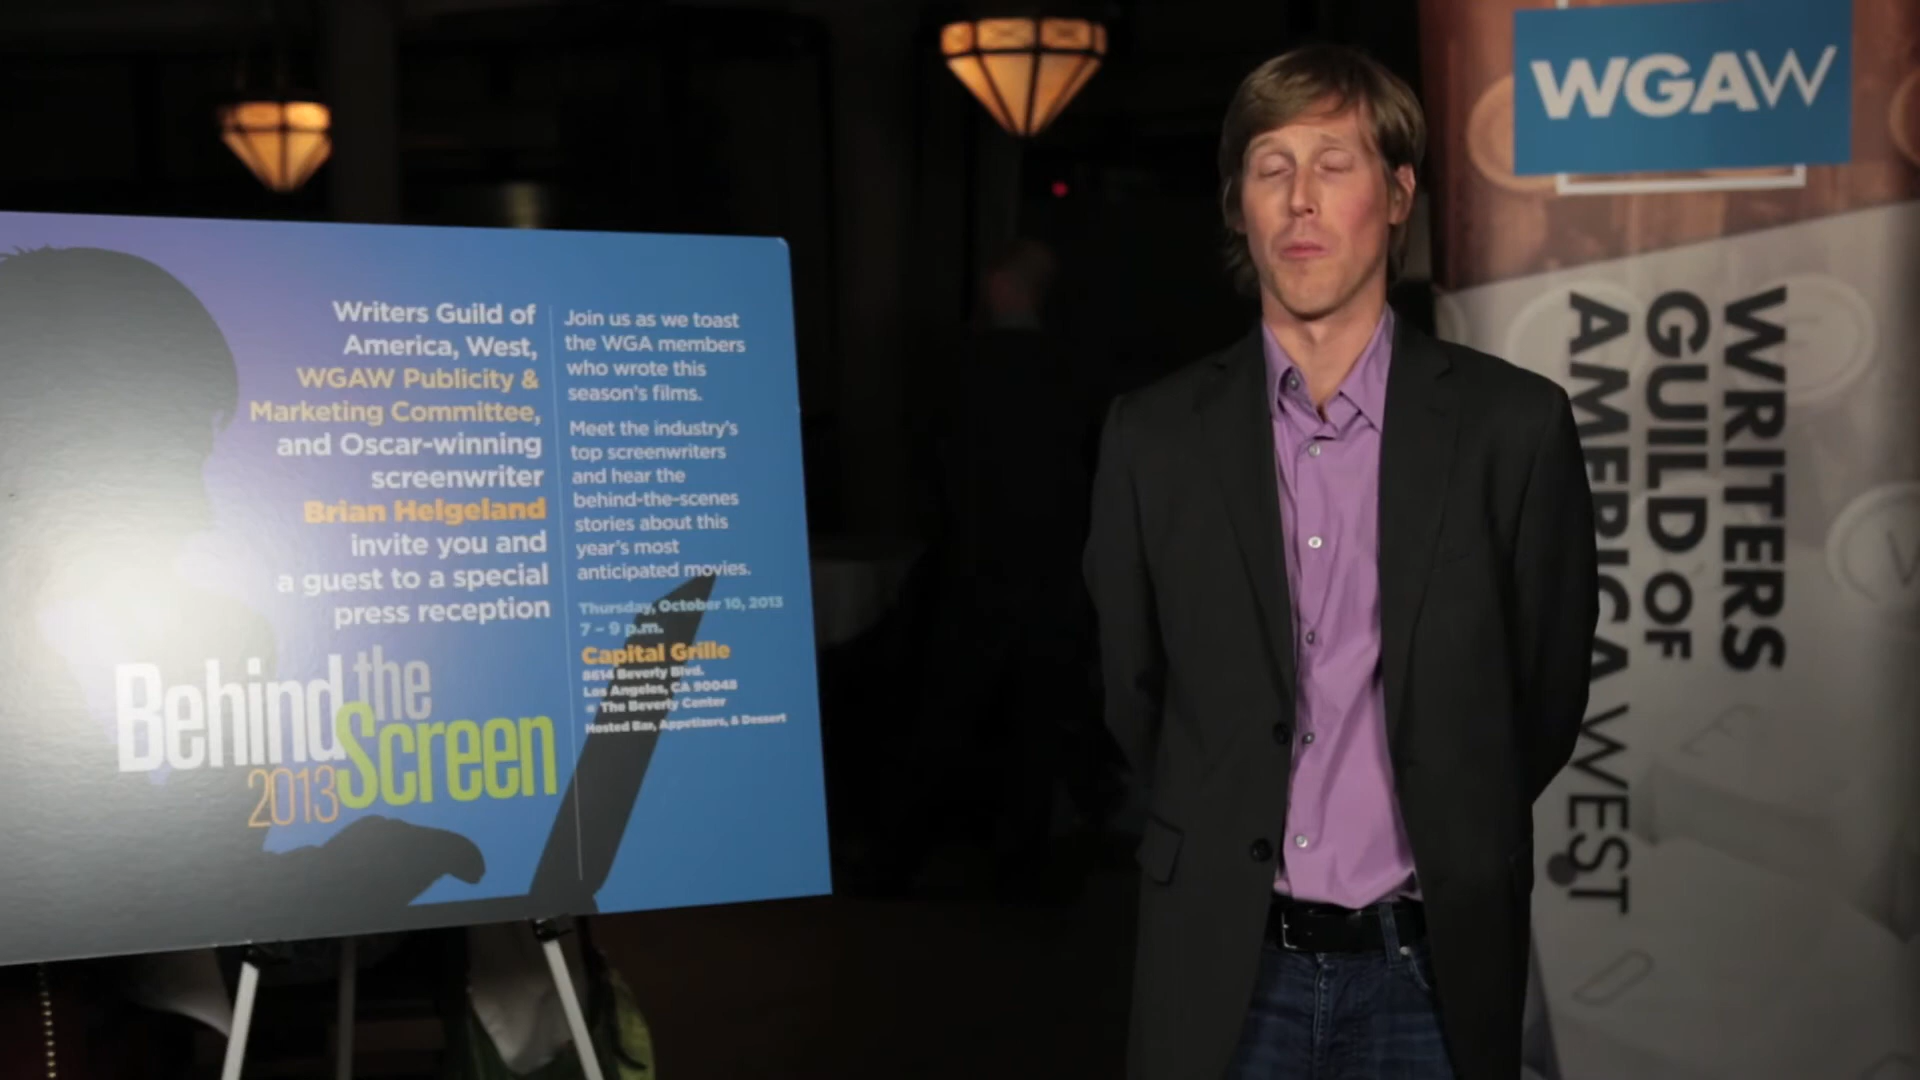 Writers Guild of
America, West,
WGAW Publicity &
Marketing Committee,
and Oscar-winning
screenwriter
Brian Helgeland
invite you and
a guest to a special
press reception
Behind the
Screen
2013
Join us as we toast
the WGA members
who wrote this
season's films.
Meet the industry's
top screenwriters
and hear the
behind-the-scenes
stories about this
year's most
anticipated movies.
Thursday, October 10, 2013
7 – 9 p.m.
Capital Grille
8614 Beverly Blvd.
Los Angeles, CA 90048
@ The Beverly Center
Hosted Bar, Appetizers, & Dessert
WGAW
WRITERS
GUILD OF
AMERICA WEST